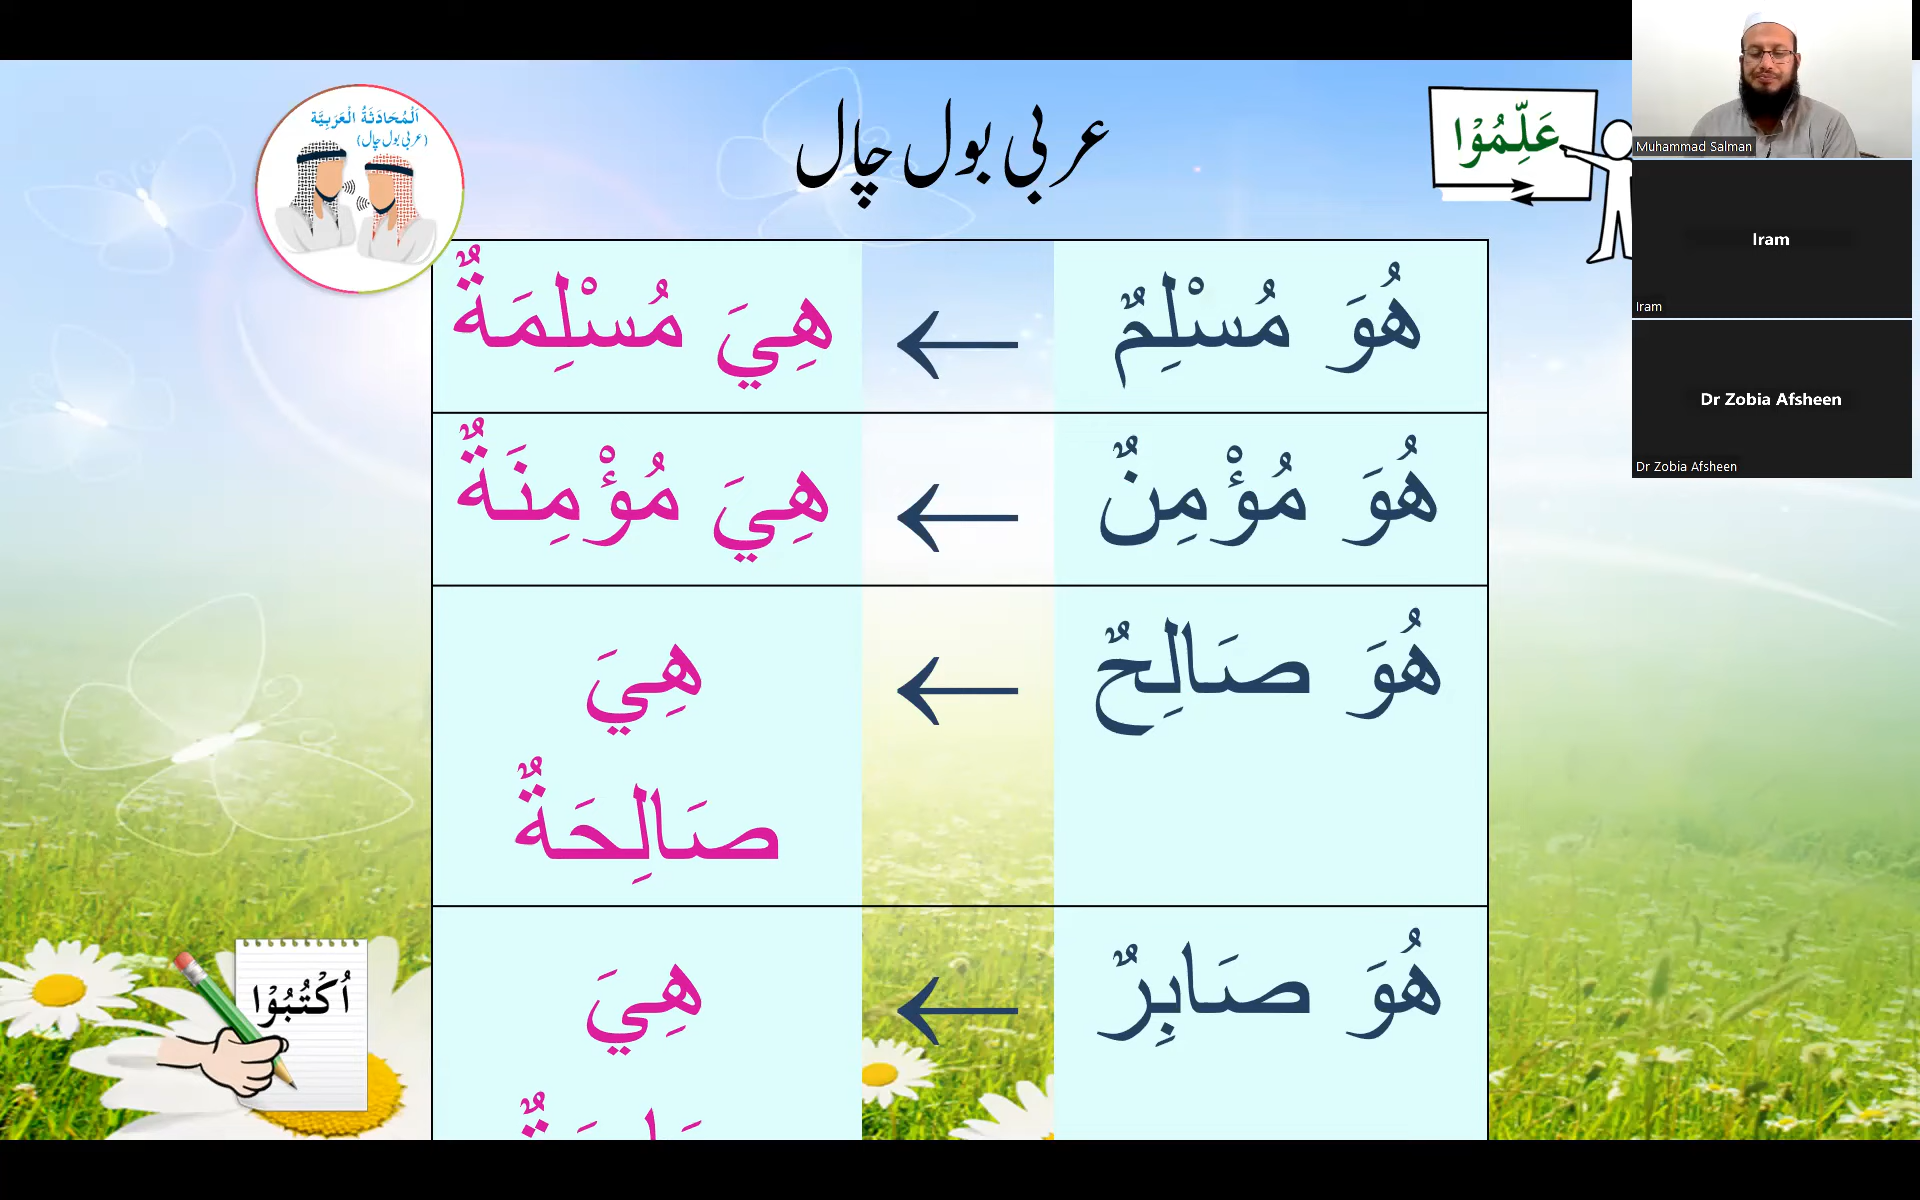 اَلْمُحَادَثَةُ الْعَرَبِيَّة
(عربی بول چال)
عربی بول چال
عَلِّمُوْا
هُوَ مُسْلِمٌ ← هِيَ مُسْلِمَةٌ
هُوَ مُؤْمِنٌ ← هِيَ مُؤْمِنَةٌ
هُوَ صَالِحٌ ← هِيَ
صَالِحَةٌ
هُوَ صَابِرٌ ← هِيَ
اُكْتُبُوْا
Muhammad Salman
Iram
Iram
Dr Zobia Afsheen
Dr Zobia Afsheen